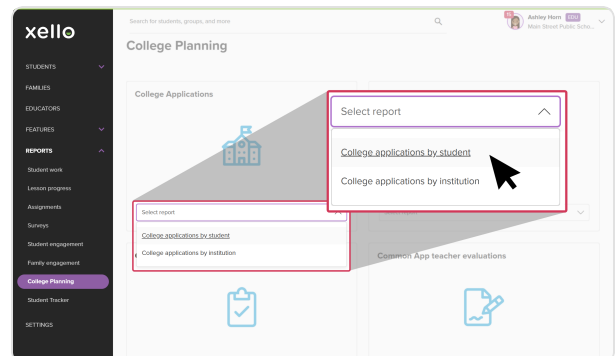 xello
Search for students, groups, and more
Ashley Horn EDU
Main Street Public Scho...
College Planning
STUDENTS
FAMILIES
EDUCATORS
FEATURES
REPORTS
Student work
Lesson progress
Assignments
Surveys
Student engagement
Family engagement
College Planning
Student Tracker
SETTINGS
College Applications
Select report
College applications by student
College applications by institution
Select report
College applications by student
College applications by institution
Common App teacher evaluations